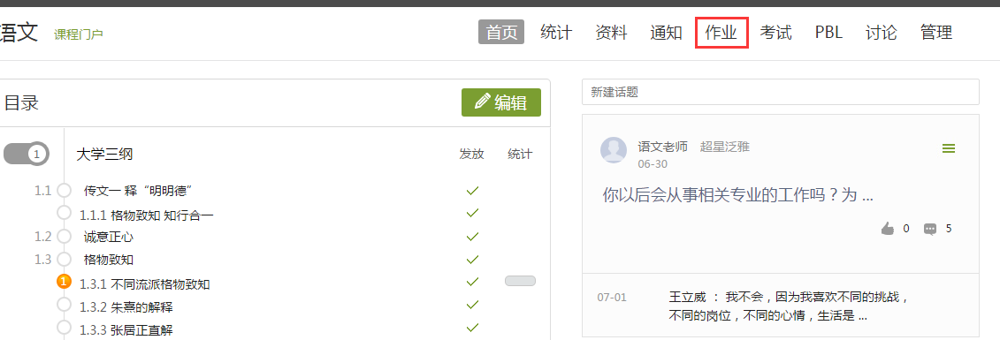 语文 课程门户
首页 统计 资料 通知 作业 考试 PBL 讨论 管理
目录 编辑
1 大学三纲 发放 统计
1.1 传文一 释“明明德”
1.1.1 格物致知 知行合一
1.2 诚意正心
1.3 格物致知
1 1.3.1 不同流派格物致知
1.3.2 朱熹的解释
1.3.3 张居正直解
新建话题
语文老师 超星泛雅
06-30
你以后会从事相关专业的工作吗？为 ...
0 5
07-01 王立威 ： 我不会，因为我喜欢不同的挑战，
不同的岗位，不同的心情，生活是 ...